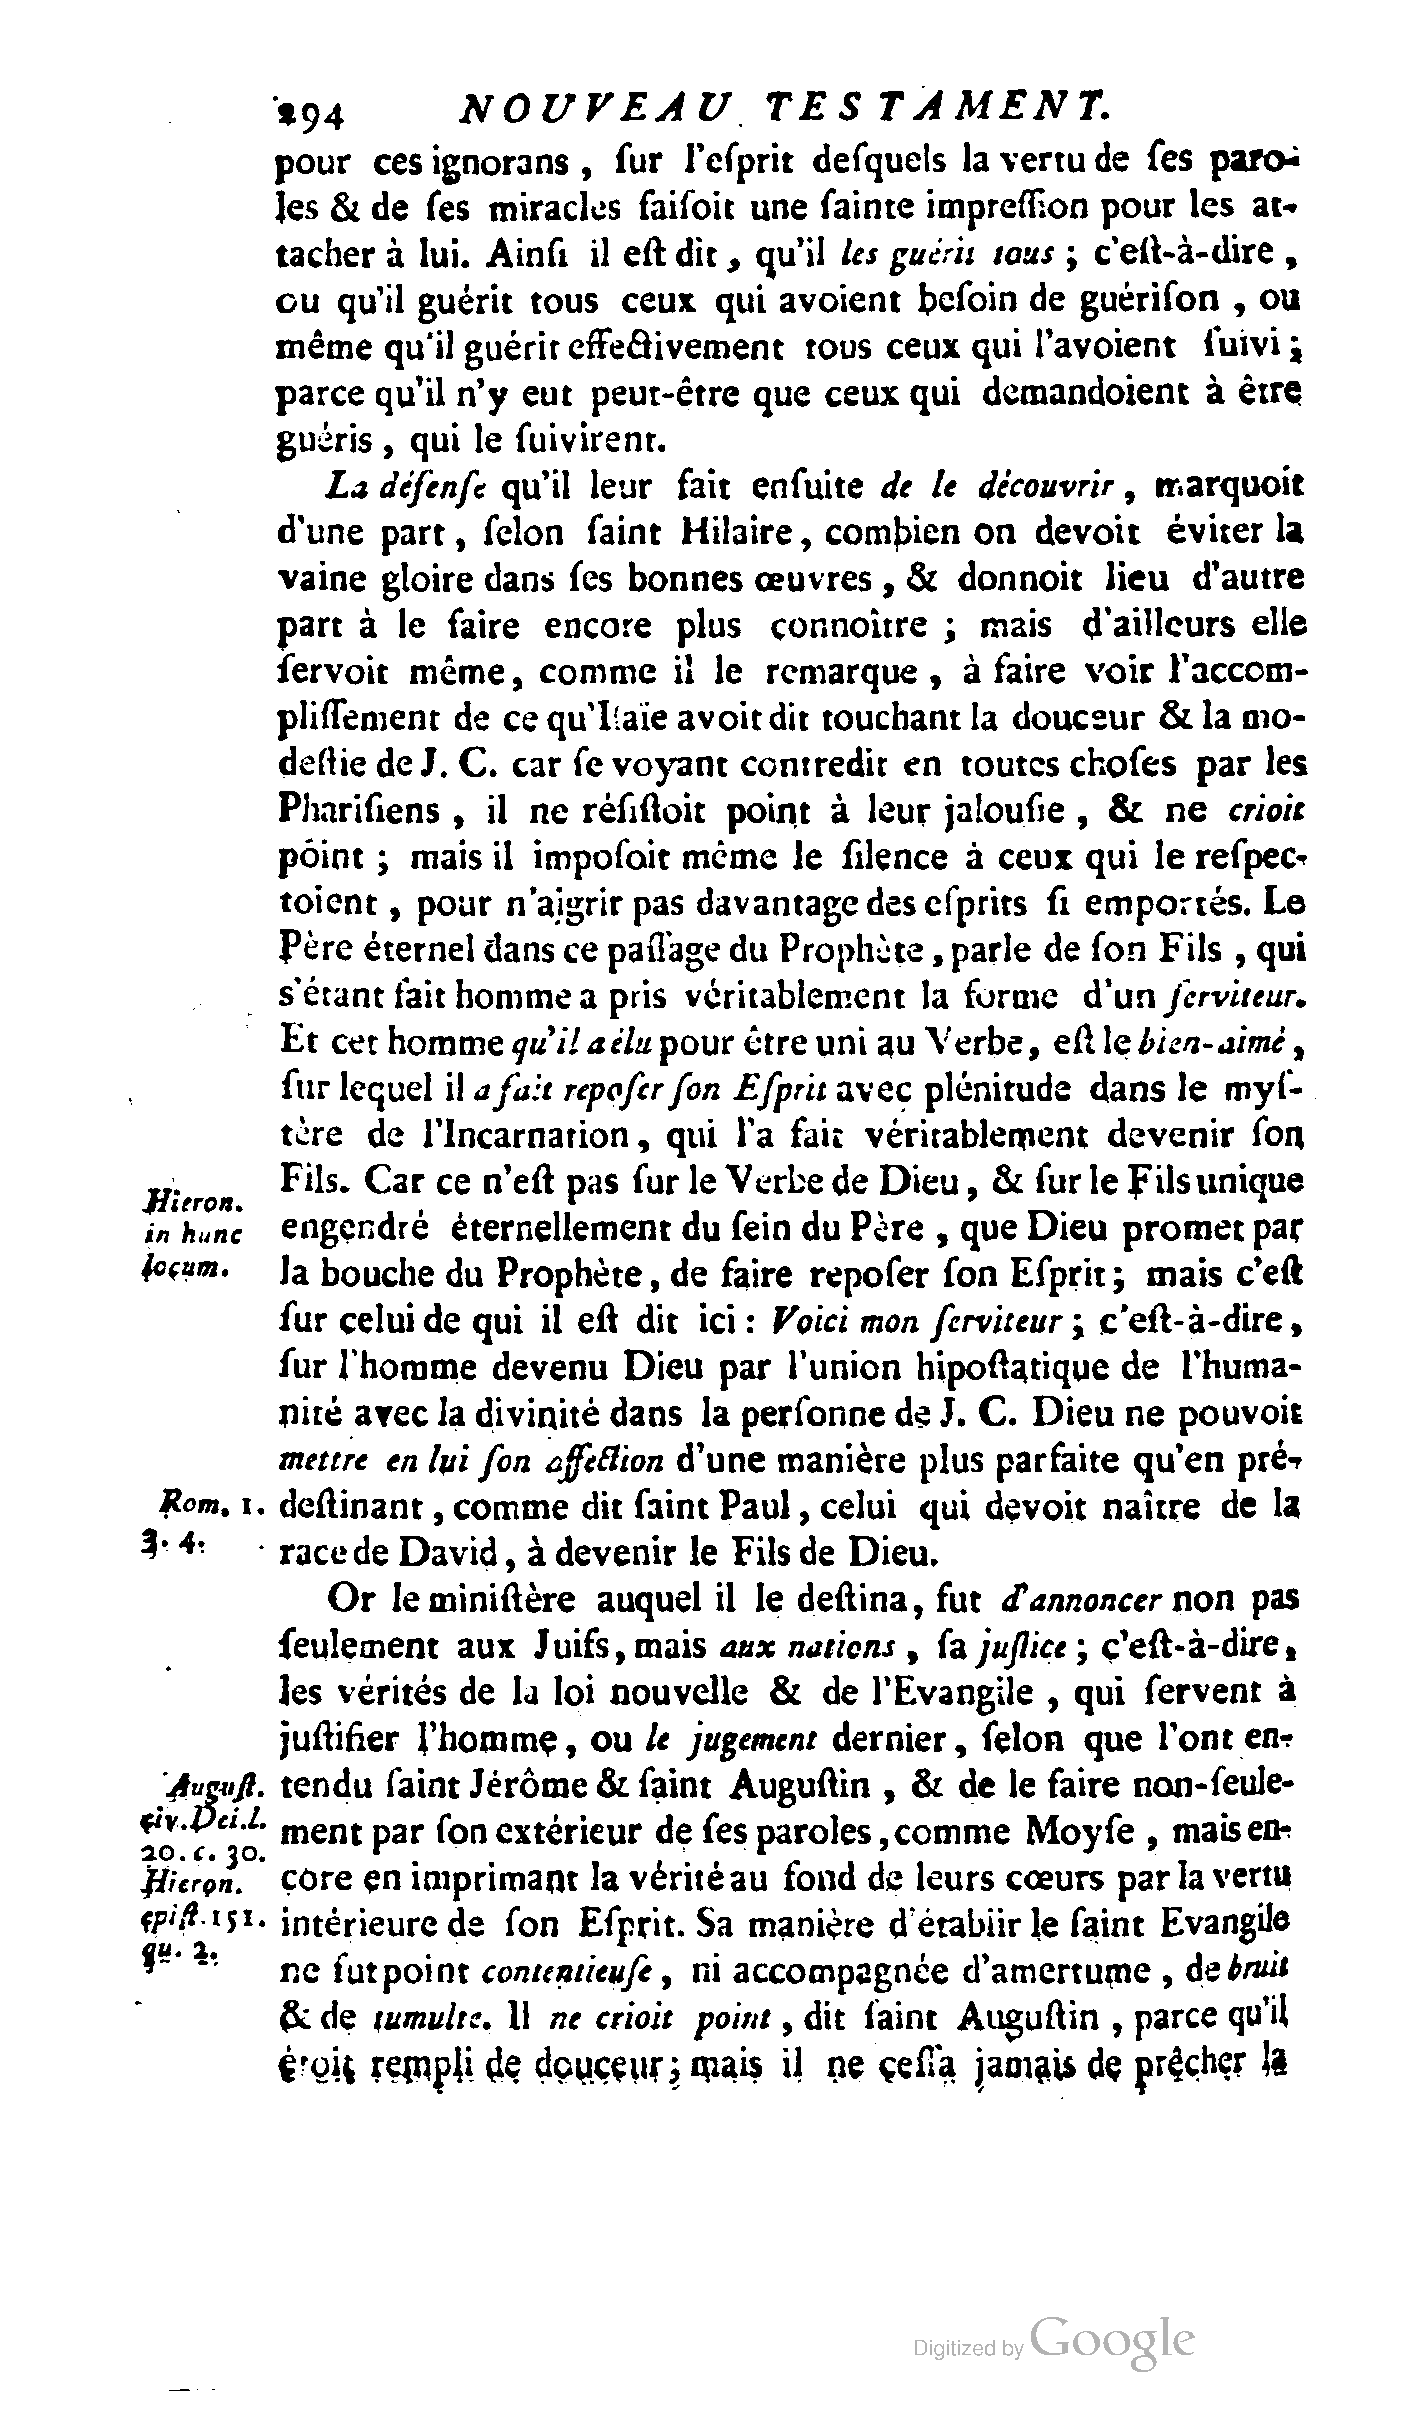 294 NOUVEAU TESTAMENT.
pour ces ignorans, ſur l'eſprit deſquels la vertu de ſes paro-
les & de ſes miracles faiſoit une ſainte impreſſion pour les at-
tacher à lui. Ainſi il eſt dit, qu'il les guérit tous; c'eſt-à-dire,
ou qu'il guérit tous ceux qui avoient beſoin de guériſon, ou
même qu'il guérit effectivement tous ceux qui l'avoient ſuivi;
parce qu'il n'y eut peut-être que ceux qui demandoient à être
guéris, qui le ſuivirent.
La défenſe qu'il leur fait enſuite de le découvrir, marquoit
d'une part, ſelon ſaint Hilaire, combien on devoit éviter la
vaine gloire dans ſes bonnes œuvres, & donnoit lieu d'autre
part à le faire encore plus connoître; mais d'ailleurs elle
ſervoit même, comme il le remarque, à faire voir l'accom-
pliſſement de ce qu'Iſaïe avoit dit touchant la douceur & la mo-
deſtie de J. C. car ſe voyant contredit en toutes choſes par les
Phariſiens, il ne réſiſtoit point à leur jalouſie, & ne crioit
point; mais il impoſoit même le ſilence à ceux qui le reſpec-
toient, pour n'aigrir pas davantage des eſprits ſi emportés. Le
Père éternel dans ce paſſage du Prophète, parle de ſon Fils, qui
s'étant fait homme a pris véritablement la forme d'un ſerviteur.
Et cet homme qu'il a élu pour être uni au Verbe, eſt le bien-aimé,
ſur lequel il a fait repoſer ſon Eſprit avec plénitude dans le myſ-
tère de l'Incarnation, qui l'a fait véritablement devenir ſon
Fils. Car ce n'eſt pas ſur le Verbe de Dieu, & ſur le Fils unique
engendré éternellement du ſein du Père, que Dieu promet par
la bouche du Prophète, de faire repoſer ſon Eſprit; mais c'eſt
ſur celui de qui il eſt dit ici: Voici mon ſerviteur; c'eſt-à-dire,
ſur l'homme devenu Dieu par l'union hipoſtatique de l'huma-
nité avec la divinité dans la perſonne de J. C. Dieu ne pouvoit
mettre en lui ſon affection d'une manière plus parfaite qu'en pré-
deſtinant, comme dit ſaint Paul, celui qui devoit naître de la
race de David, à devenir le Fils de Dieu.
Or le miniſtère auquel il le deſtina, fut d'annoncer non pas
ſeulement aux Juifs, mais aux nations, ſa juſtice; c'eſt-à-dire,
les vérités de la loi nouvelle & de l'Evangile, qui ſervent à
juſtifier l'homme, ou le jugement dernier, ſelon que l'ont en-
tendu ſaint Jérôme & ſaint Auguſtin, & de le faire non-ſeule-
ment par ſon extérieur de ſes paroles, comme Moyſe, mais en-
core en imprimant la vérité au fond de leurs cœurs par la vertu
intérieure de ſon Eſprit. Sa manière d'établir le ſaint Evangile
ne fut point contentieuſe, ni accompagnée d'amertume, de bruit
& de tumulte. Il ne crioit point, dit ſaint Auguſtin, parce qu'il
étoit rempli de douceur; mais il ne ceſſa jamais de prêcher la
Hieron.
in hunc
locum.
Rom. 1.
3. 4.
Auguſt.
civ. Dei. l.
20. c. 30.
Hieron.
epiſt. 151.
qu. 2.
Digitized by Google